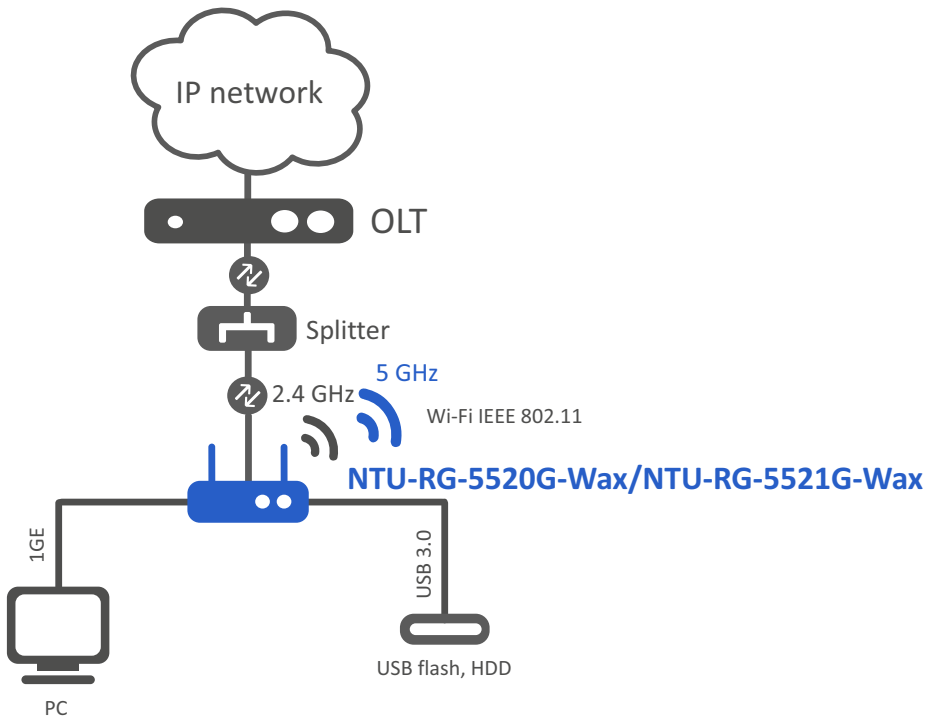 IP network
OLT
Splitter
5 GHz
2.4 GHz
Wi-Fi IEEE 802.11
NTU-RG-5520G-Wax/NTU-RG-5521G-Wax
1GE
USB 3.0
USB flash, HDD
PC